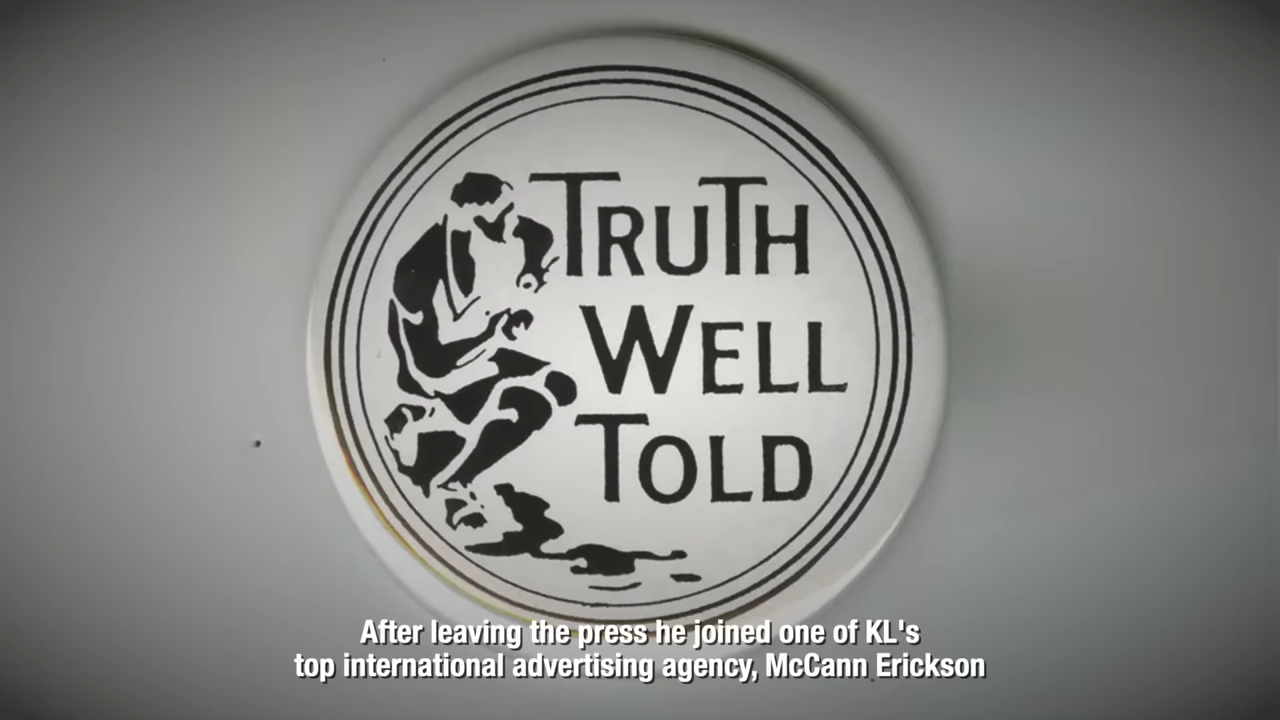 TRUTH
WELL
TOLD
After leaving the press he joined one of KL's
top international advertising agency, McCann Erickson